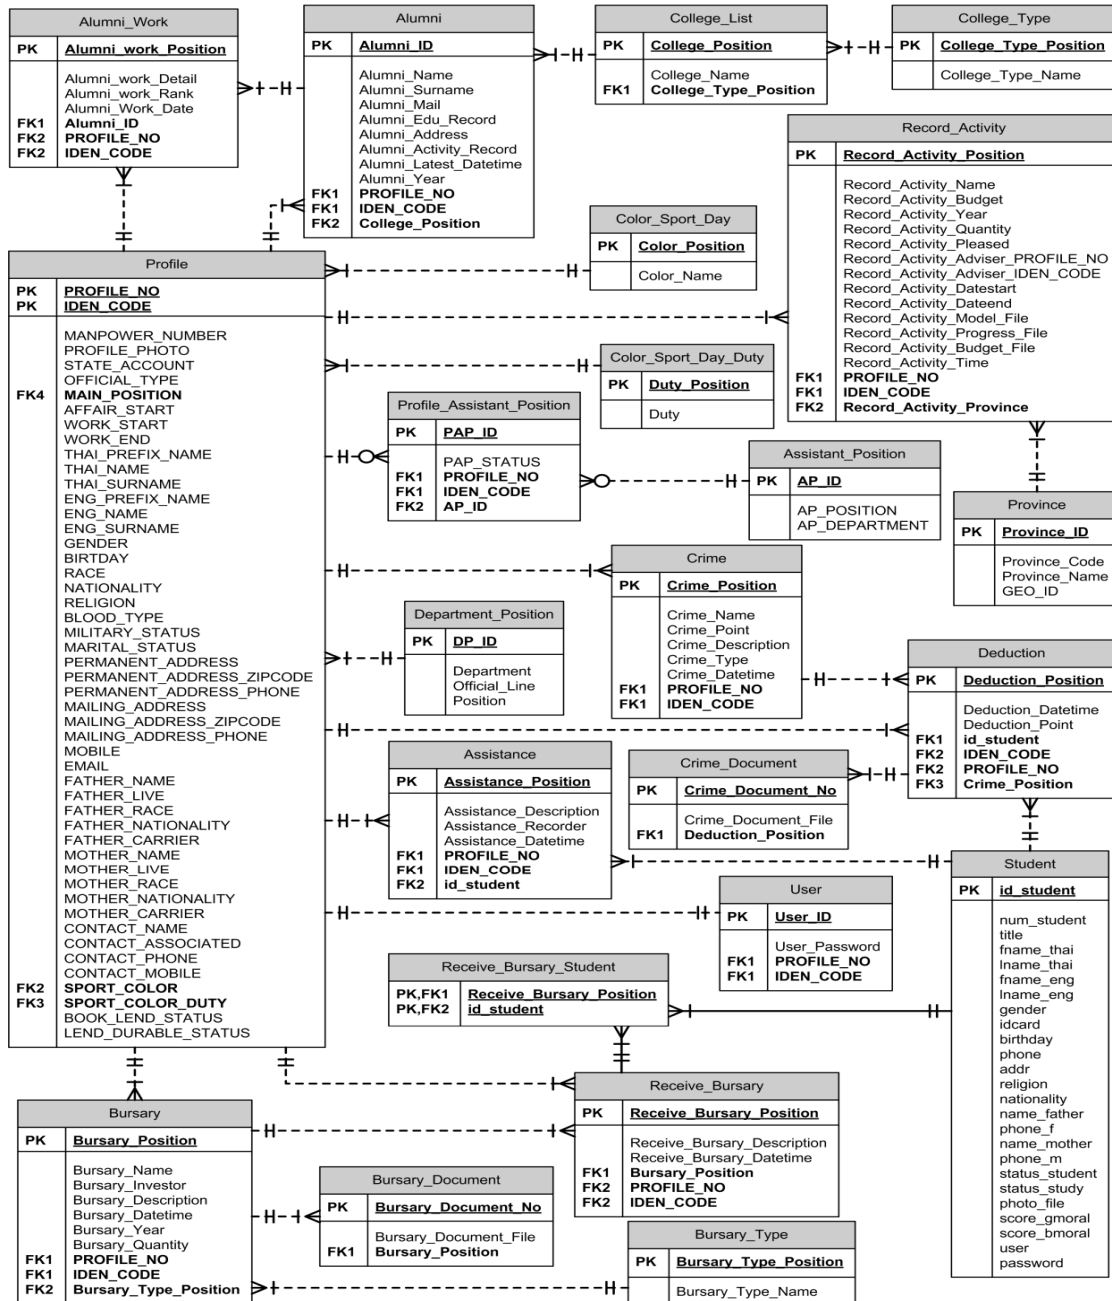 Alumni_Work
PK Alumni_work_Position
Alumni_work_Detail
Alumni_work_Rank
Alumni_Work_Date
FK1 Alumni_ID
FK2 PROFILE_NO
FK2 IDEN_CODE
Alumni
PK Alumni_ID
Alumni_Name
Alumni_Surname
Alumni_Mail
Alumni_Edu_Record
Alumni_Address
Alumni_Activity_Record
Alumni_Latest_Datetime
Alumni_Year
FK1 PROFILE_NO
FK1 IDEN_CODE
FK2 College_Position
College_List
PK College_Position
College_Name
FK1 College_Type_Position
College_Type
PK College_Type_Position
College_Type_Name
Record_Activity
PK Record_Activity_Position
Record_Activity_Name
Record_Activity_Budget
Record_Activity_Year
Record_Activity_Quantity
Record_Activity_Pleased
Record_Activity_Adviser_PROFILE_NO
Record_Activity_Adviser_IDEN_CODE
Record_Activity_Datestart
Record_Activity_Dateend
Record_Activity_Model_File
Record_Activity_Progress_File
Record_Activity_Budget_File
Record_Activity_Time
FK1 PROFILE_NO
FK1 IDEN_CODE
FK2 Record_Activity_Province
Color_Sport_Day
PK Color_Position
Color_Name
Profile
PK PROFILE_NO
PK IDEN_CODE
MANPOWER_NUMBER
PROFILE_PHOTO
STATE_ACCOUNT
OFFICIAL_TYPE
FK4 MAIN_POSITION
AFFAIR_START
WORK_START
WORK_END
THAI_PREFIX_NAME
THAI_NAME
THAI_SURNAME
ENG_PREFIX_NAME
ENG_NAME
ENG_SURNAME
GENDER
BIRTDAY
RACE
NATIONALITY
RELIGION
BLOOD_TYPE
MILITARY_STATUS
MARITAL_STATUS
PERMANENT_ADDRESS
PERMANENT_ADDRESS_ZIPCODE
PERMANENT_ADDRESS_PHONE
MAILING_ADDRESS
MAILING_ADDRESS_ZIPCODE
MAILING_ADDRESS_PHONE
MOBILE
EMAIL
FATHER_NAME
FATHER_LIVE
FATHER_RACE
FATHER_NATIONALITY
FATHER_CARRIER
MOTHER_NAME
MOTHER_LIVE
MOTHER_RACE
MOTHER_NATIONALITY
MOTHER_CARRIER
CONTACT_NAME
CONTACT_ASSOCIATED
CONTACT_PHONE
CONTACT_MOBILE
FK2 SPORT_COLOR
FK3 SPORT_COLOR_DUTY
BOOK_LEND_STATUS
LEND_DURABLE_STATUS
Color_Sport_Day_Duty
PK Duty_Position
Duty
Profile_Assistant_Position
PK PAP_ID
PAP_STATUS
FK1 PROFILE_NO
FK1 IDEN_CODE
FK2 AP_ID
Assistant_Position
PK AP_ID
AP_POSITION
AP_DEPARTMENT
Province
PK Province_ID
Province_Code
Province_Name
GEO_ID
Crime
PK Crime_Position
Crime_Name
Crime_Point
Crime_Description
Crime_Type
Crime_Datetime
FK1 PROFILE_NO
FK1 IDEN_CODE
Department_Position
PK DP_ID
Department
Official_Line
Position
Deduction
PK Deduction_Position
Deduction_Datetime
Deduction_Point
FK1 id_student
FK2 IDEN_CODE
FK2 PROFILE_NO
FK3 Crime_Position
Assistance
PK Assistance_Position
Assistance_Description
Assistance_Recorder
Assistance_Datetime
FK1 PROFILE_NO
FK1 IDEN_CODE
FK2 id_student
Crime_Document
PK Crime_Document_No
Crime_Document_File
FK1 Deduction_Position
Student
PK id_student
num_student
title
fname_thai
lname_thai
fname_eng
lname_eng
gender
idcard
birthday
phone
addr
religion
nationality
name_father
phone_f
name_mother
phone_m
status_student
status_study
photo_file
score_gmoral
score_bmoral
user
password
User
PK User_ID
User_Password
FK1 PROFILE_NO
FK1 IDEN_CODE
Receive_Bursary_Student
PK,FK1 Receive_Bursary_Position
PK,FK2 id_student
Receive_Bursary
PK Receive_Bursary_Position
Receive_Bursary_Description
Receive_Bursary_Datetime
FK1 Bursary_Position
FK2 PROFILE_NO
FK2 IDEN_CODE
Bursary
PK Bursary_Position
Bursary_Name
Bursary_Investor
Bursary_Description
Bursary_Datetime
Bursary_Year
Bursary_Quantity
FK1 PROFILE_NO
FK1 IDEN_CODE
FK2 Bursary_Type_Position
Bursary_Document
PK Bursary_Document_No
Bursary_Document_File
FK1 Bursary_Position
Bursary_Type
PK Bursary_Type_Position
Bursary_Type_Name